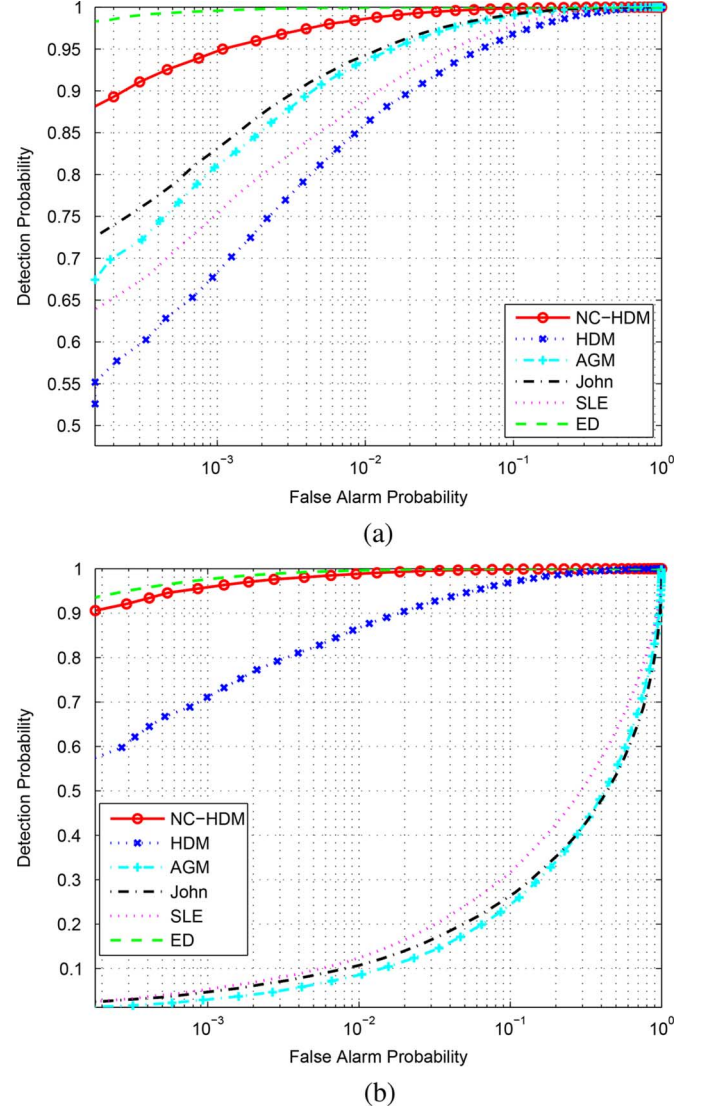 1
0.95
0.9
0.85
0.8
0.75
0.7
0.65
0.6
0.55
0.5
Detection Probability
NC−HDM
HDM
AGM
John
SLE
ED
10⁻³ 10⁻² 10⁻¹ 10⁰
False Alarm Probability
(a)
1
0.9
0.8
0.7
0.6
0.5
0.4
0.3
0.2
0.1
Detection Probability
NC−HDM
HDM
AGM
John
SLE
ED
10⁻³ 10⁻² 10⁻¹ 10⁰
False Alarm Probability
(b)